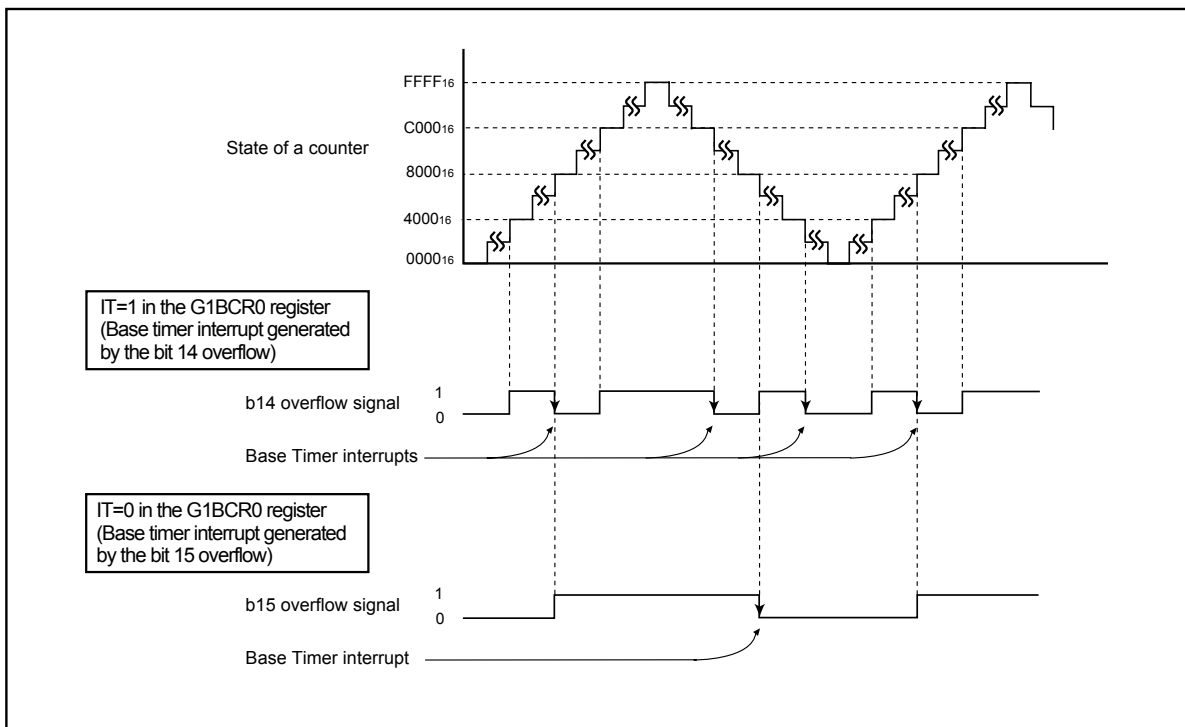 FFFF16
C00016
State of a counter
800016
400016
000016
IT=1 in the G1BCR0 register
(Base timer interrupt generated
by the bit 14 overflow)
b14 overflow signal
1
0
Base Timer interrupts
IT=0 in the G1BCR0 register
(Base timer interrupt generated
by the bit 15 overflow)
b15 overflow signal
1
0
Base Timer interrupt